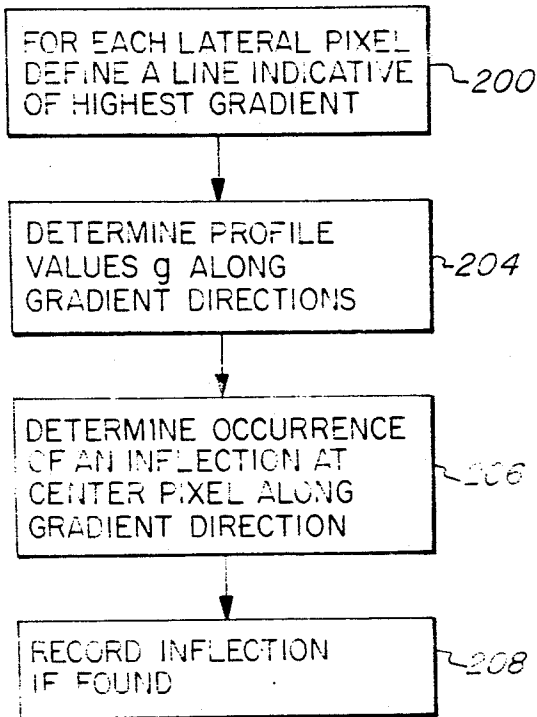 FOR EACH LATERAL PIXEL
DEFINE A LINE INDICATIVE
OF HIGHEST GRADIENT
200
DETERMINE PROFILE
VALUES g ALONG
GRADIENT DIRECTIONS
204
DETERMINE OCCURRENCE
OF AN INFLECTION AT
CENTER PIXEL ALONG
GRADIENT DIRECTION
206
RECORD INFLECTION
IF FOUND
208